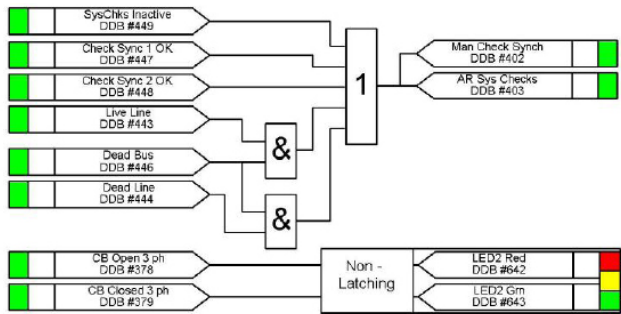 SysChks Inactive
DDB #449
Check Sync 1 OK
DDB #447
Check Sync 2 OK
DDB #448
Live Line
DDB #443
Dead Bus
DDB #446
Dead Line
DDB #444
&
&
1
Man Check Synch
DDB #402
AR Sys Checks
DDB #403
CB Open 3 ph
DDB #378
CB Closed 3 ph
DDB #379
Non -
Latching
LED2 Red
DDB #642
LED2 Grn
DDB #643